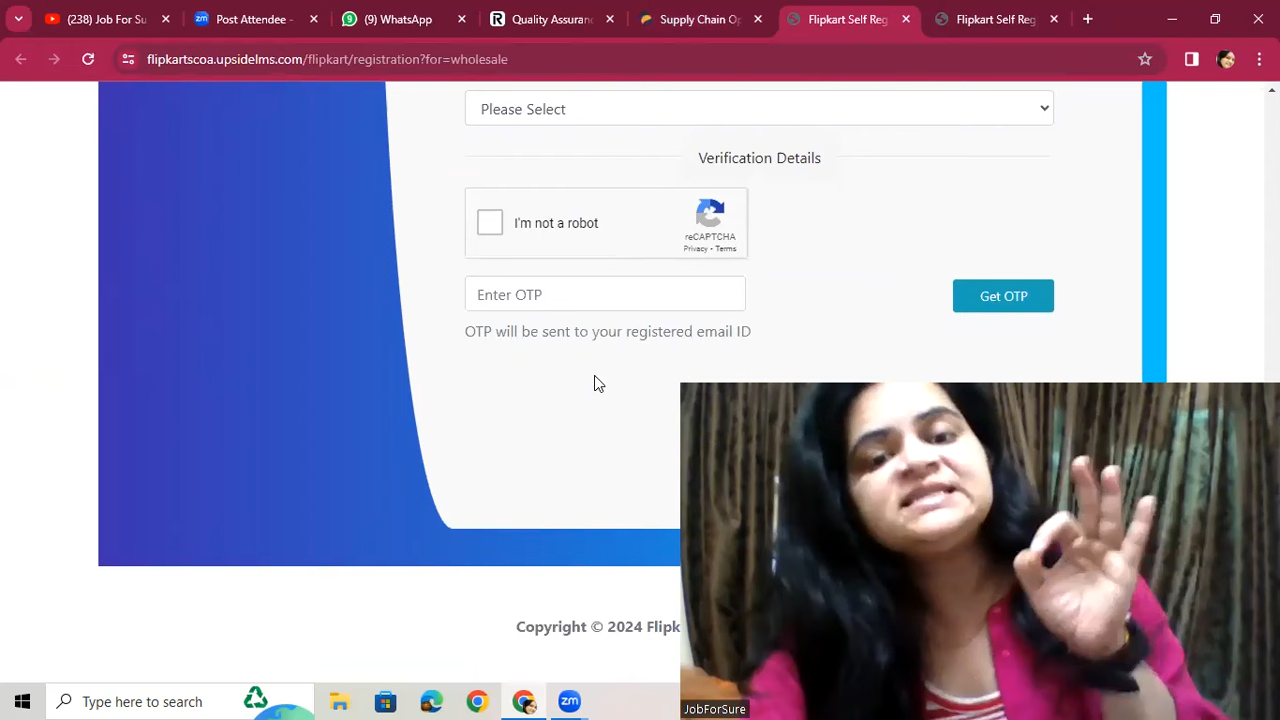 (238) Job For Su
Post Attendee -
(9) WhatsApp
Quality Assuranc
Supply Chain Op
Flipkart Self Reg
Flipkart Self Reg
flipkartscoa.upsidelms.com/flipkart/registration?for=wholesale
Please Select
Verification Details
I'm not a robot
reCAPTCHA
Privacy - Terms
Enter OTP
Get OTP
OTP will be sent to your registered email ID
Copyright © 2024 Flipk
Type here to search
zm
JobForSure